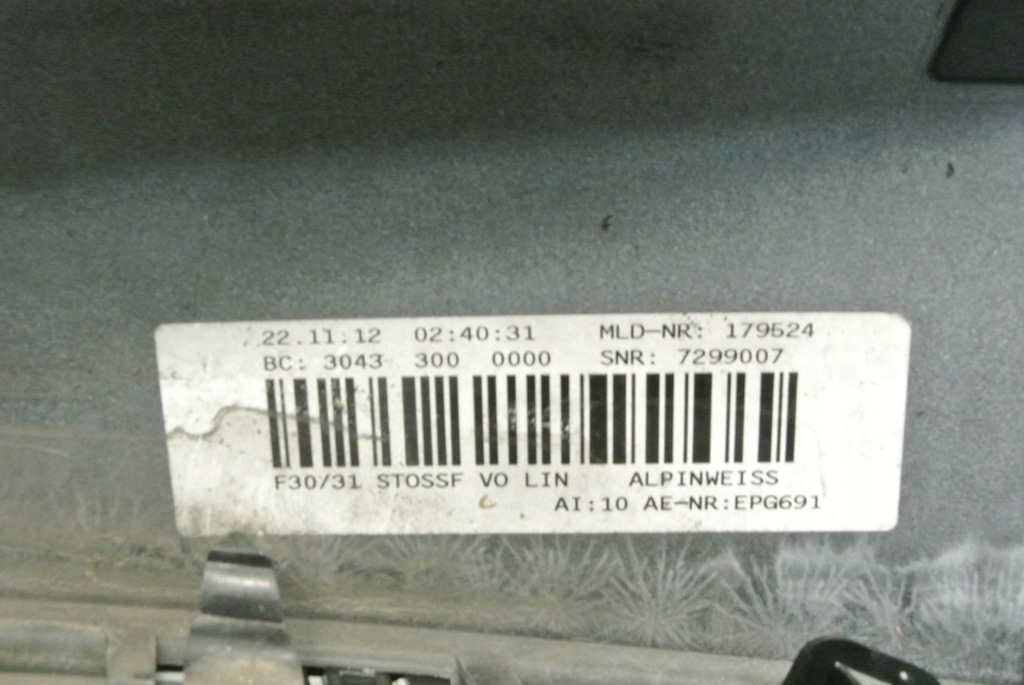 22.11.12 02:40:31 MLD-NR: 179524
BC: 3043 300 0000 SNR: 7299007
F30/31 STOSSF VO LIN ALPINWEISS
AI:10 AE-NR:EPG691